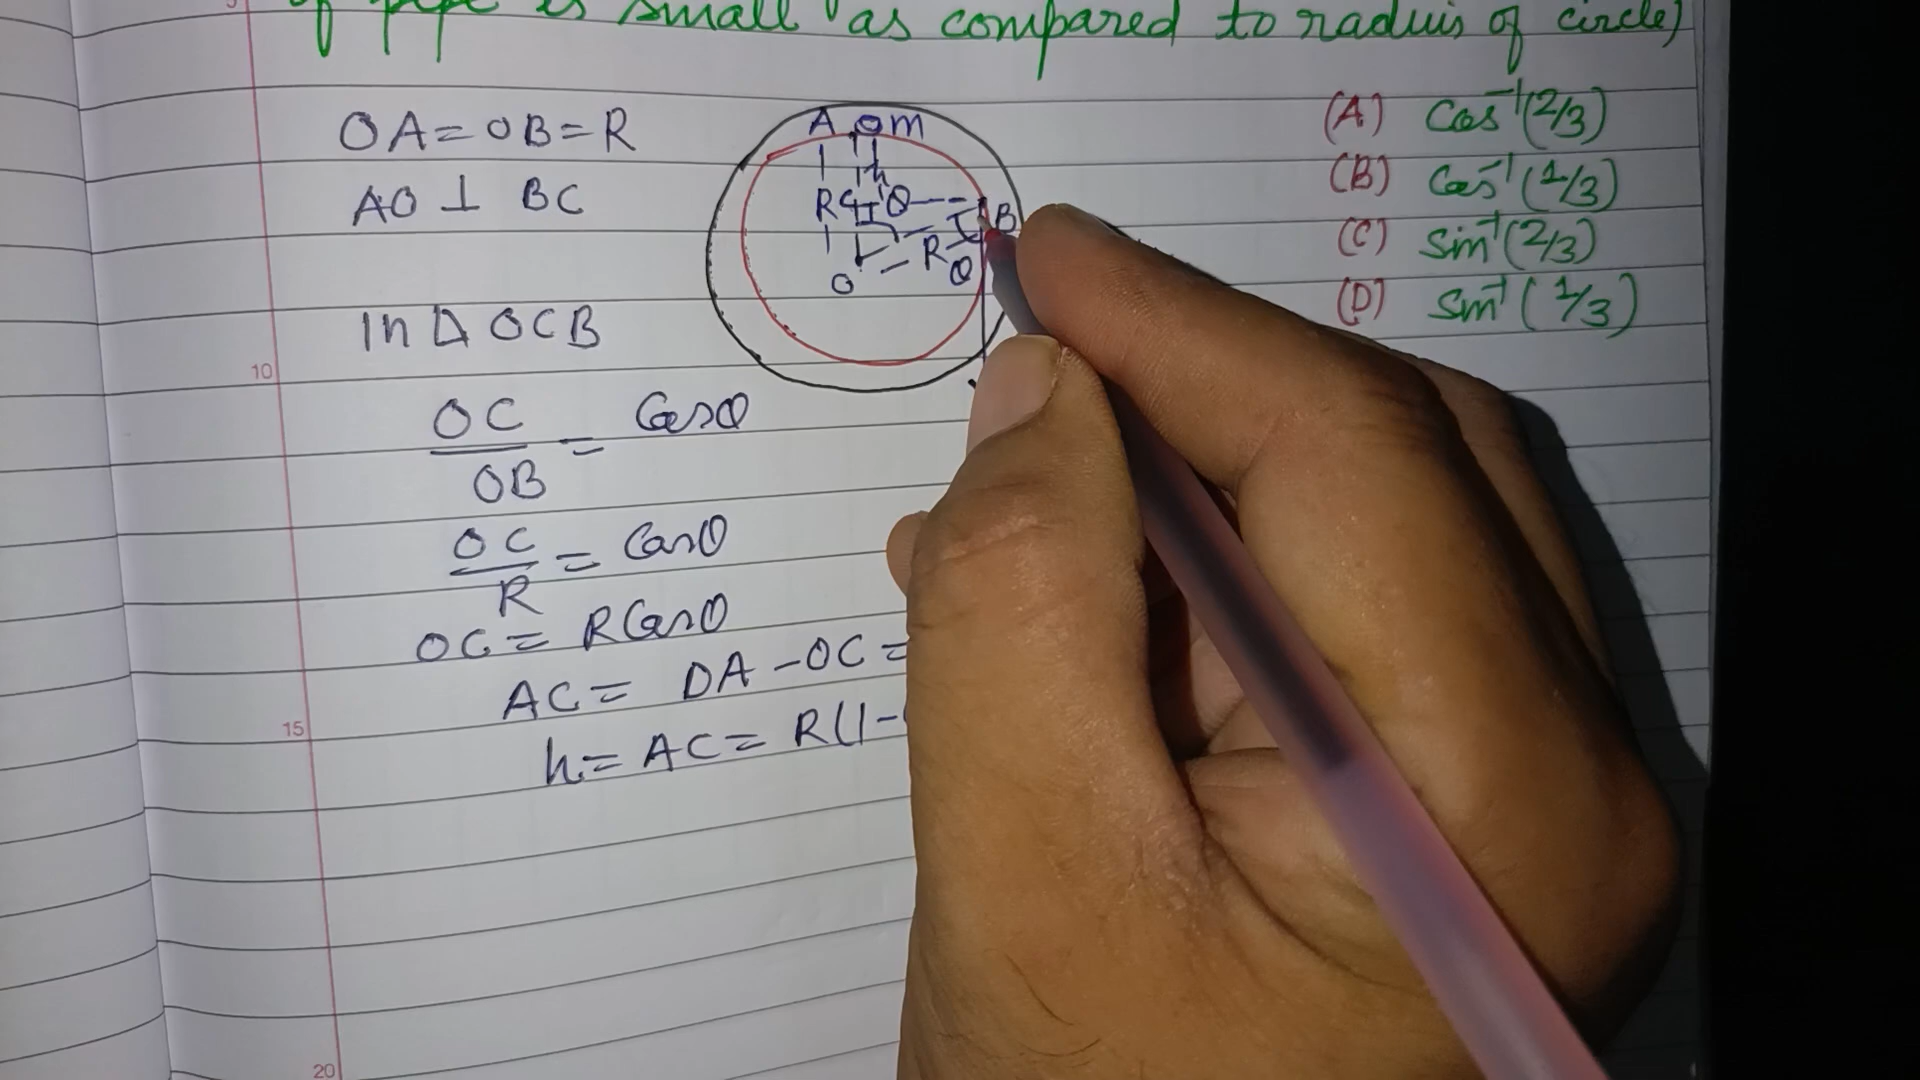 of pipe is small as compared to radius of circle)
OA = OB = R
AO ⊥ BC
In Δ OCB
OC/OB = Cosθ
OC/R = Cosθ
OC = RCosθ
AC = OA - OC =
h = AC = R(1-
A m
h
R C θ
B
R
O θ
(A) Cos⁻¹(2/3)
(B) Cos⁻¹(1/3)
(C) Sin⁻¹(2/3)
(D) Sin⁻¹(1/3)
10
15
20